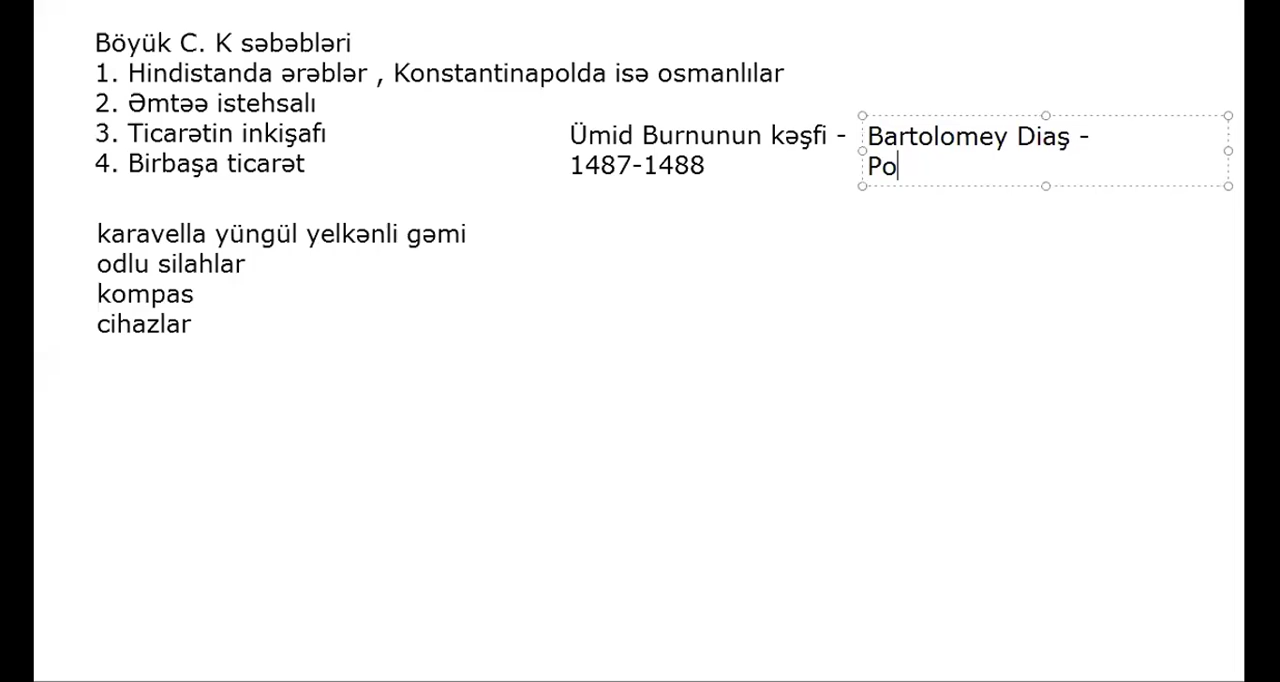 Böyük C. K səbəbləri
1. Hindistanda ərəblər , Konstantinapolda isə osmanlılar
2. Əmtəə istehsalı
3. Ticarətin inkişafı
4. Birbaşa ticarət
Ümid Burnunun kəşfi -
1487-1488
Bartolomey Diaş -
Po
karavella yüngül yelkənli gəmi
odlu silahlar
kompas
cihazlar